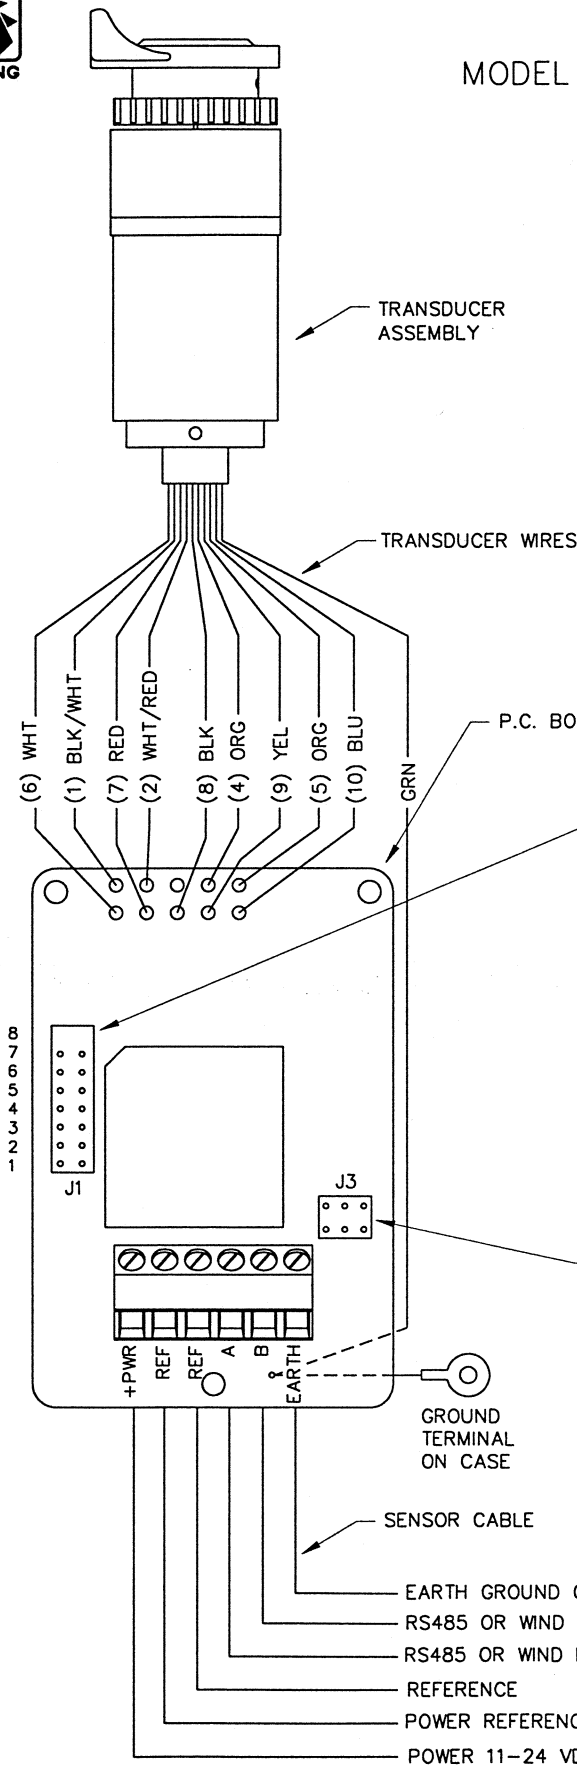 NG
MODEL
TRANSDUCER
ASSEMBLY
TRANSDUCER WIRES
(6) WHT
(1) BLK/WHT
(7) RED
(2) WHT/RED
(8) BLK
(4) ORG
(9) YEL
(5) ORG
(10) BLU
GRN
P.C. BO
8
7
6
5
4
3
2
1
J1
J3
+PWR
REF
REF
A
B
EARTH
GROUND
TERMINAL
ON CASE
SENSOR CABLE
EARTH GROUND
RS485 OR WIND
RS485 OR WIND
REFERENCE
POWER REFERENC
POWER 11-24 VD